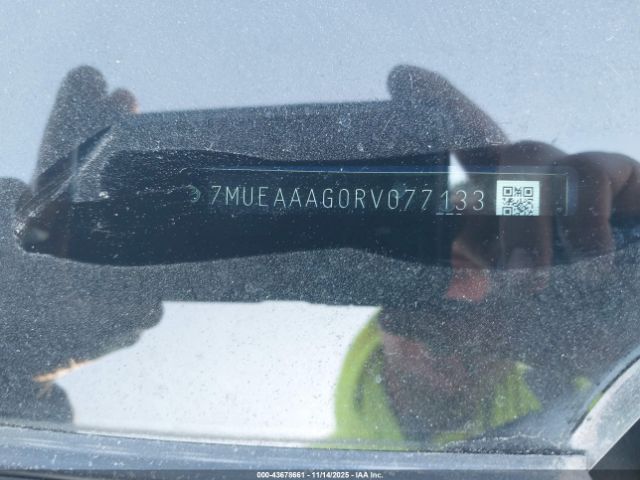 7MUEAAAG0RV077133
000-43678661 - 11/14/2025 - IAA Inc.